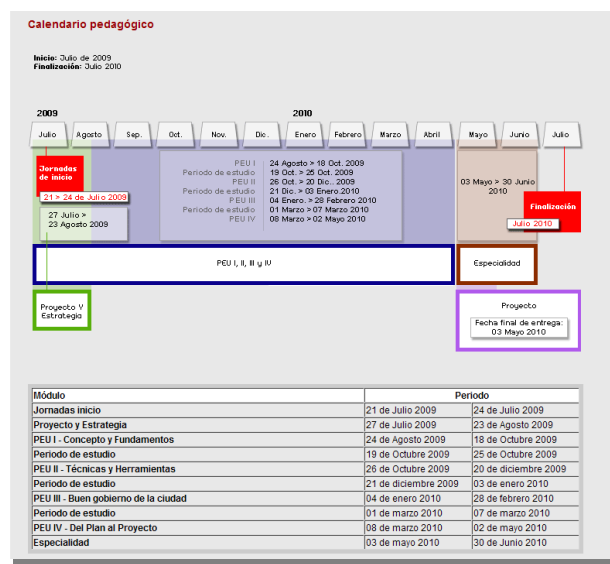 Calendario pedagógico
Inicio: Julio de 2009
Finalización: Julio 2010
2009 2010
Julio Agosto Sep. Oct. Nov. Dic. Enero Febrero Marzo Abril Mayo Junio Julio
Jornadas
de inicio
21 > 24 de Julio 2009
27 Julio >
23 Agosto 2009
PEU I 24 Agosto > 18 Oct. 2009
Periodo de estudio 19 Oct. > 25 Oct. 2009
PEU II 26 Oct. > 20 Dic.. 2009
Periodo de estudio 21 Dic. > 03 Enero.2010
PEU III 04 Enero. > 28 Febrero 2010
Periodo de estudio 01 Marzo > 07 Marzo 2010
PEU IV 08 Marzo > 02 Mayo 2010
03 Mayo > 30 Junio
2010
Finalización
Julio 2010
PEU I, II, III y IV
Especialidad
Proyecto Y
Estrategia
Proyecto
Fecha final de entrega:
03 Mayo 2010
Módulo Periodo
Jornadas inicio 21 de Julio 2009 24 de Julio 2009
Proyecto y Estrategia 27 de Julio 2009 23 de Agosto 2009
PEU I - Concepto y Fundamentos 24 de Agosto 2009 18 de Octubre 2009
Periodo de estudio 19 de Octubre 2009 25 de Octubre 2009
PEU II - Técnicas y Herramientas 26 de Octubre 2009 20 de diciembre 2009
Periodo de estudio 21 de diciembre 2009 03 de enero 2010
PEU III - Buen gobierno de la ciudad 04 de enero 2010 28 de febrero 2010
Periodo de estudio 01 de marzo 2010 07 de marzo 2010
PEU IV - Del Plan al Proyecto 08 de marzo 2010 02 de mayo 2010
Especialidad 03 de mayo 2010 30 de Junio 2010